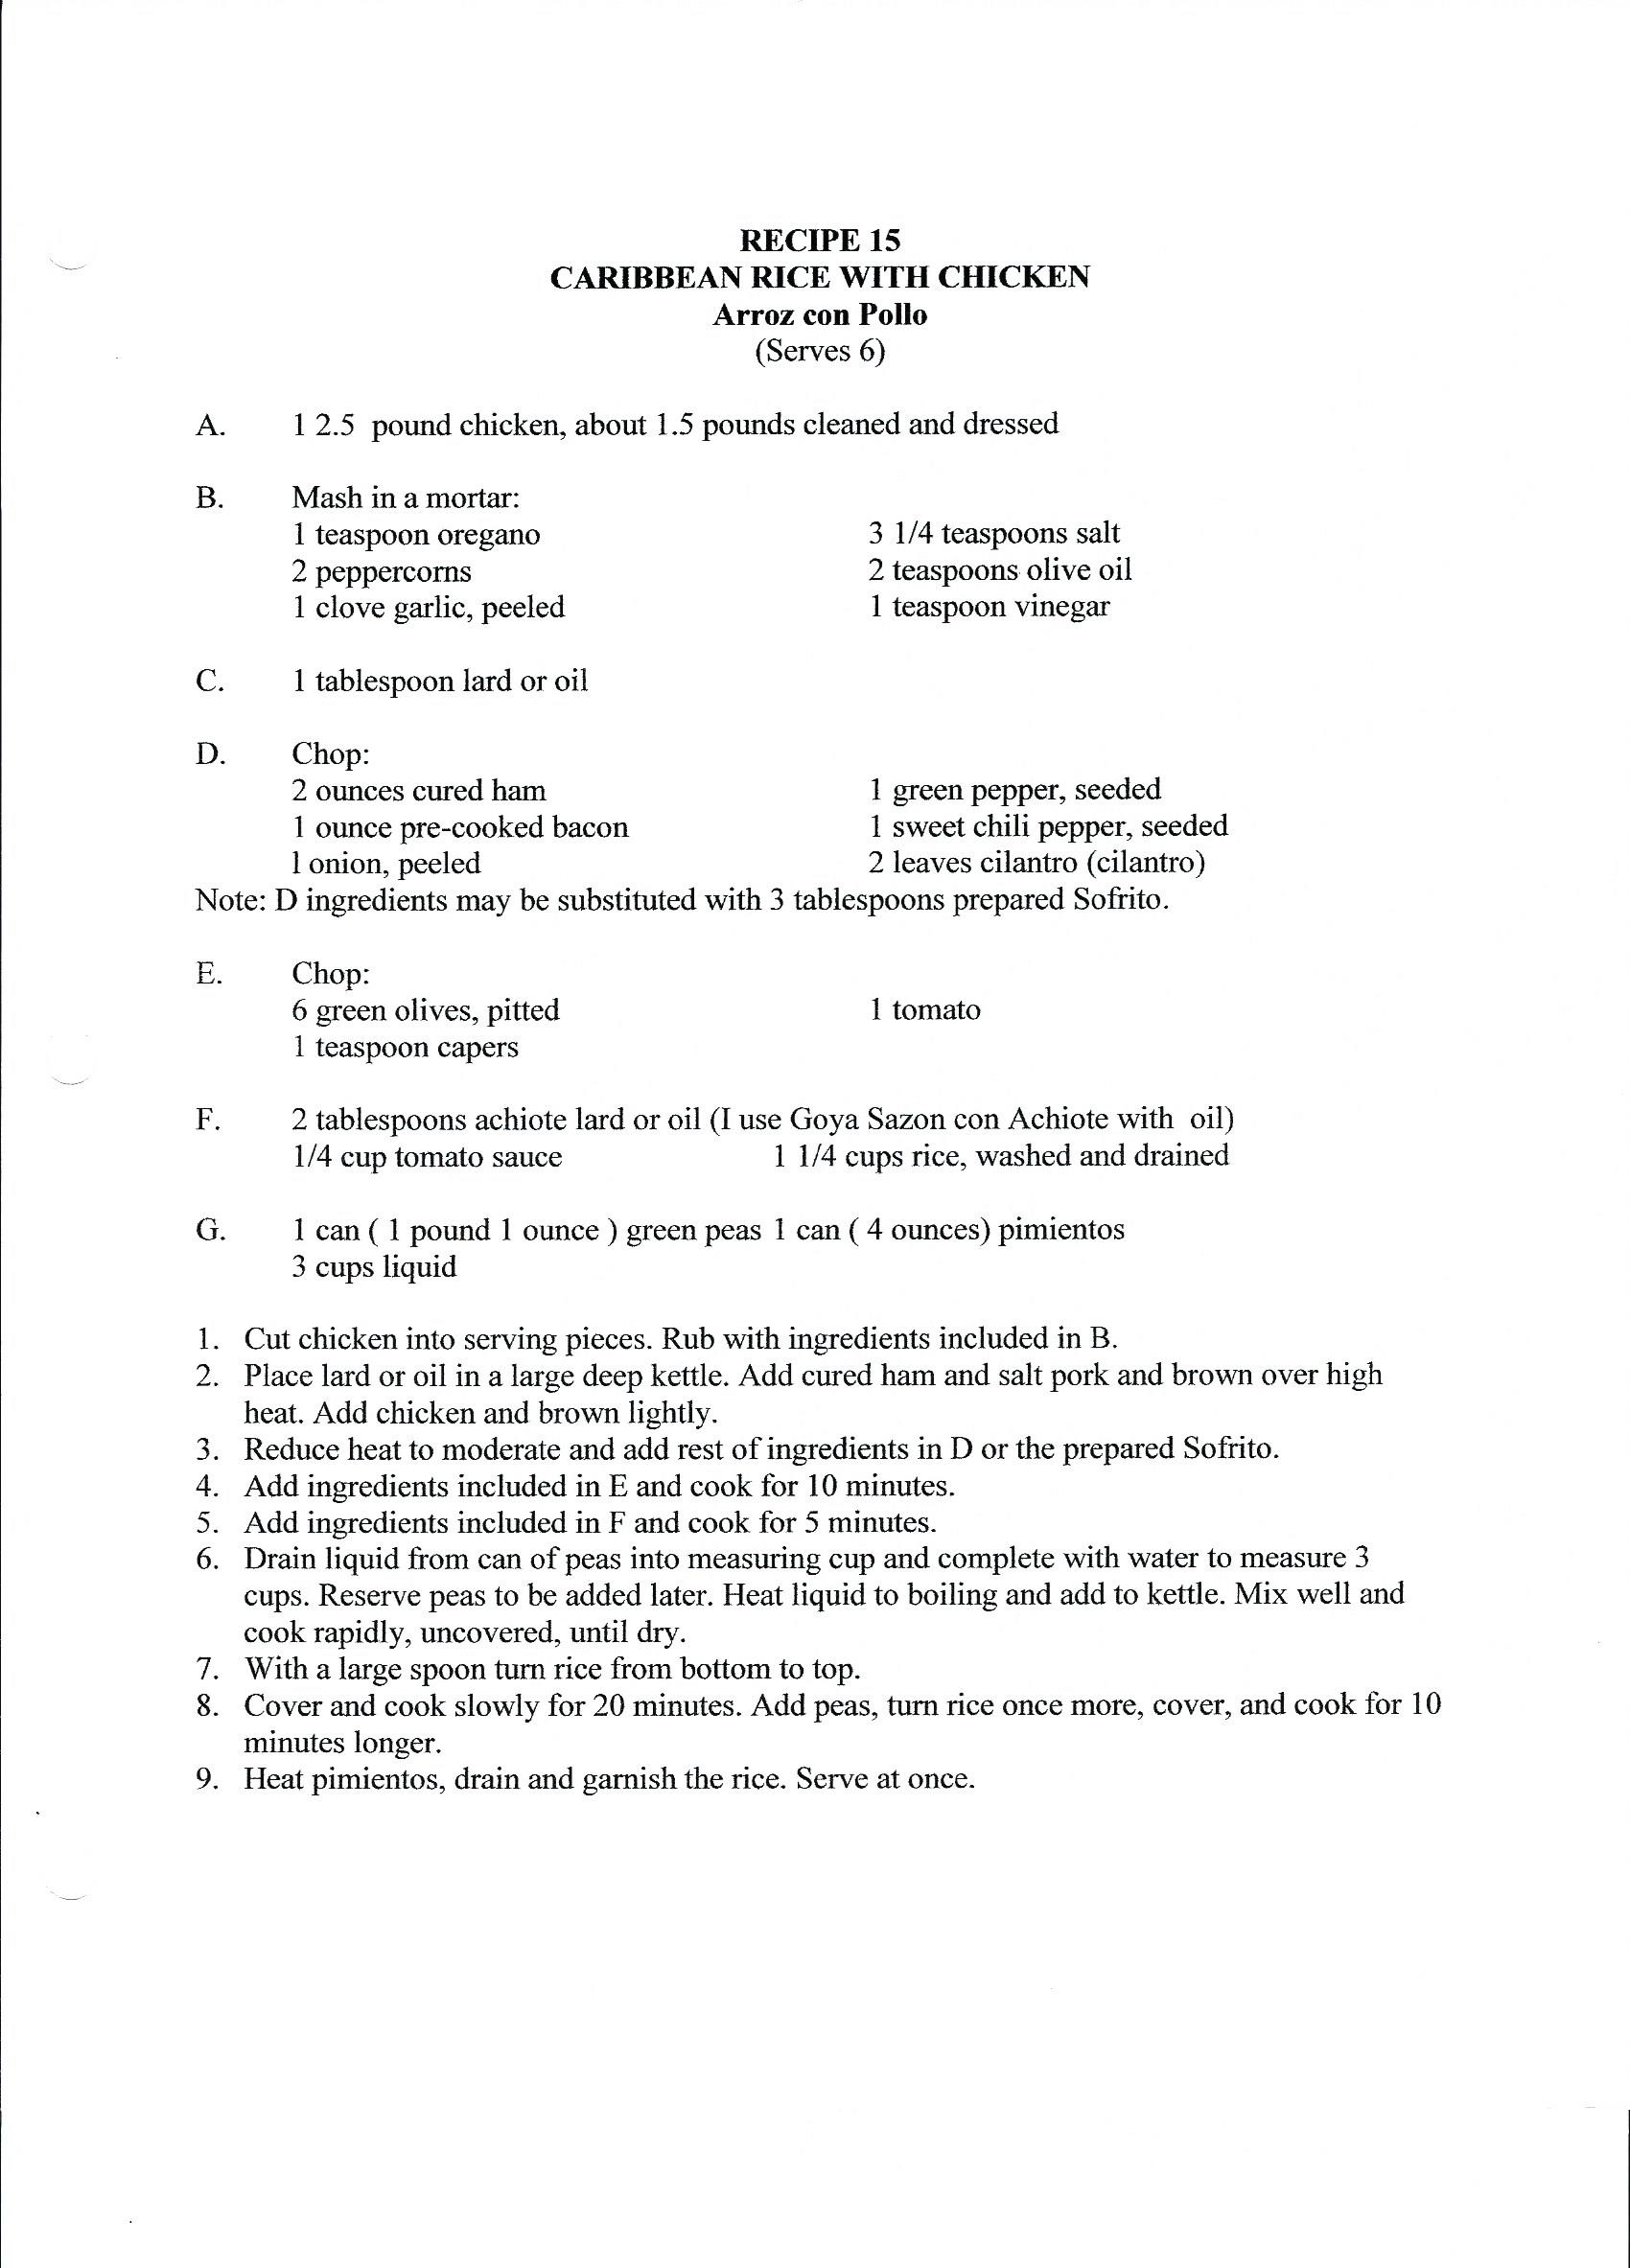 RECIPE 15
CARIBBEAN RICE WITH CHICKEN
Arroz con Pollo
(Serves 6)
A. 1 2.5 pound chicken, about 1.5 pounds cleaned and dressed
B. Mash in a mortar:
1 teaspoon oregano 3 1/4 teaspoons salt
2 peppercorns 2 teaspoons olive oil
1 clove garlic, peeled 1 teaspoon vinegar
C. 1 tablespoon lard or oil
D. Chop:
2 ounces cured ham 1 green pepper, seeded
1 ounce pre-cooked bacon 1 sweet chili pepper, seeded
1 onion, peeled 2 leaves cilantro (cilantro)
Note: D ingredients may be substituted with 3 tablespoons prepared Sofrito.
E. Chop:
6 green olives, pitted 1 tomato
1 teaspoon capers
F. 2 tablespoons achiote lard or oil (I use Goya Sazon con Achiote with oil)
1/4 cup tomato sauce 1 1/4 cups rice, washed and drained
G. 1 can ( 1 pound 1 ounce ) green peas 1 can ( 4 ounces) pimientos
3 cups liquid
1. Cut chicken into serving pieces. Rub with ingredients included in B.
2. Place lard or oil in a large deep kettle. Add cured ham and salt pork and brown over high
heat. Add chicken and brown lightly.
3. Reduce heat to moderate and add rest of ingredients in D or the prepared Sofrito.
4. Add ingredients included in E and cook for 10 minutes.
5. Add ingredients included in F and cook for 5 minutes.
6. Drain liquid from can of peas into measuring cup and complete with water to measure 3
cups. Reserve peas to be added later. Heat liquid to boiling and add to kettle. Mix well and
cook rapidly, uncovered, until dry.
7. With a large spoon turn rice from bottom to top.
8. Cover and cook slowly for 20 minutes. Add peas, turn rice once more, cover, and cook for 10
minutes longer.
9. Heat pimientos, drain and garnish the rice. Serve at once.